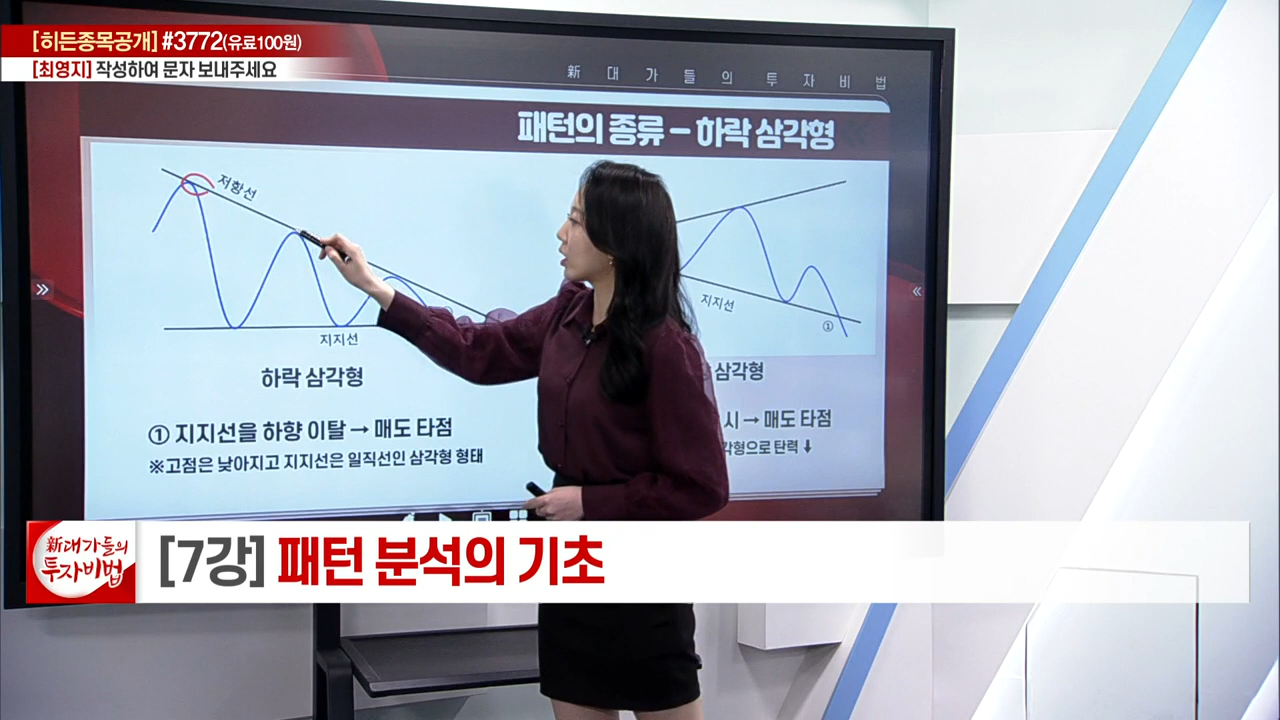 [히든종목공개] #3772(유료100원)
[최영지] 작성하여 문자 보내주세요
新 대 가 들 의 투 자 비 법
패턴의 종류 – 하락 삼각형
저항선
지지선
하락 삼각형
① 지지선을 하향 이탈 → 매도 타점
※고점은 낮아지고 지지선은 일직선인 삼각형 형태
지지선
①
삼각형
시 → 매도 타점
각형으로 탄력 ⬇
新대가들의
투자비법
[7강] 패턴 분석의 기초